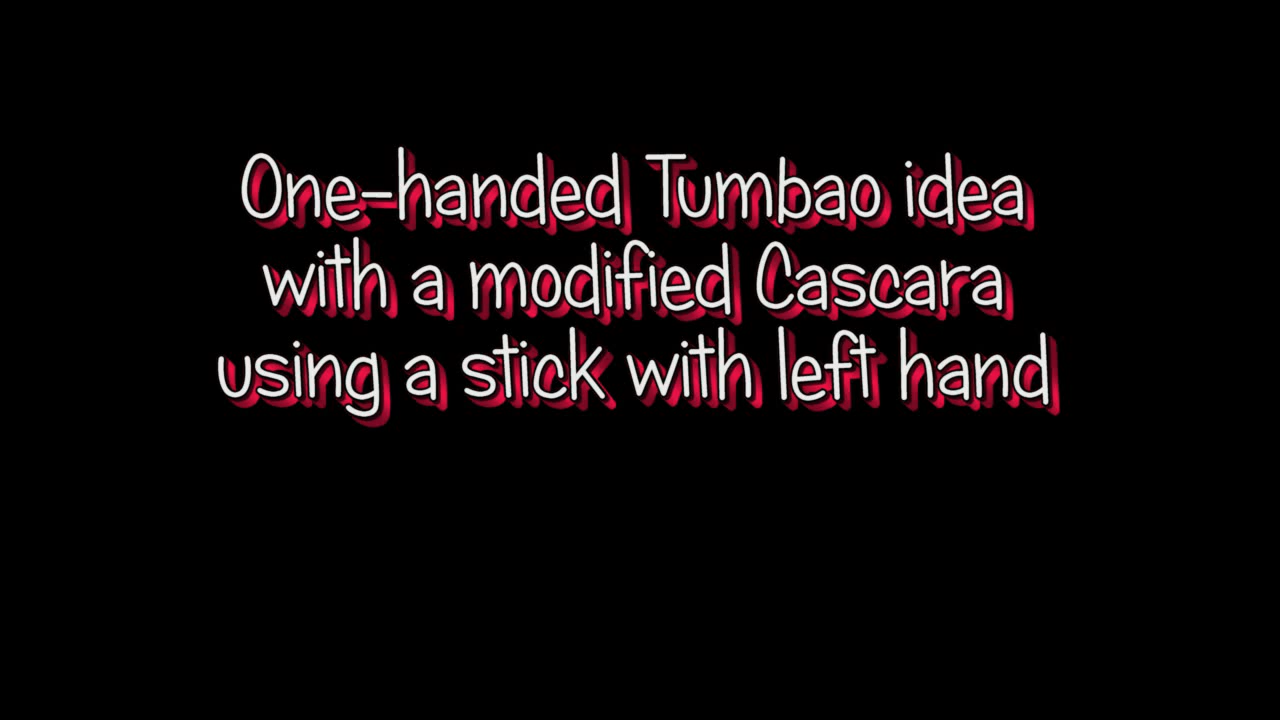 One-handed Tumbao idea
with a modified Cascara
using a stick with left hand